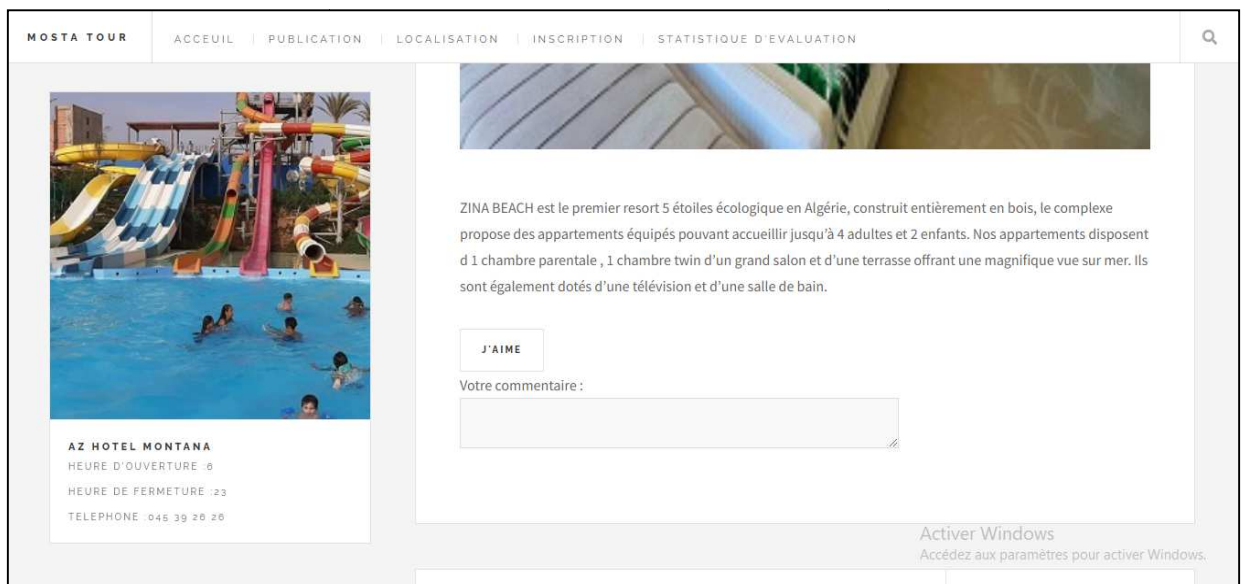 MOSTA TOUR
ACCEUIL PUBLICATION LOCALISATION INSCRIPTION STATISTIQUE D'EVALUATION
AZ HOTEL MONTANA
HEURE D'OUVERTURE :6
HEURE DE FERMETURE :23
TELEPHONE :045 39 26 26
ZINA BEACH est le premier resort 5 étoiles écologique en Algérie, construit entièrement en bois, le complexe
propose des appartements équipés pouvant accueillir jusqu’à 4 adultes et 2 enfants. Nos appartements disposent
d 1 chambre parentale , 1 chambre twin d’un grand salon et d’une terrasse offrant une magnifique vue sur mer. Ils
sont également dotés d’une télévision et d’une salle de bain.
J'AIME
Votre commentaire :
Activer Windows
Accédez aux paramètres pour activer Windows.